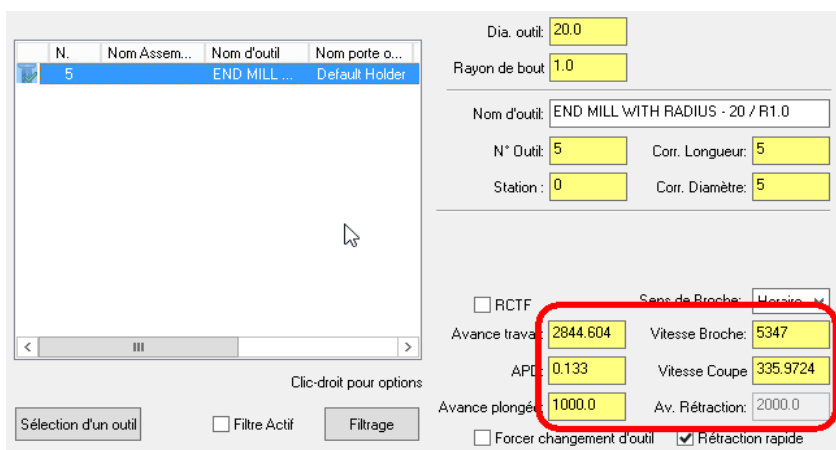 N. Nom Assem... Nom d'outil Nom porte o...
5 END MILL ... Default Holder
Clic-droit pour options
Sélection d'un outil Filtre Actif Filtrage
Dia. outil: 20.0
Rayon de bout 1.0
Nom d'outil: END MILL WITH RADIUS - 20 / R1.0
N° Outil: 5 Corr. Longueur: 5
Station : 0 Corr. Diamètre: 5
RCTF Sens de Broche: Horaire
Avance travai 2844.604 Vitesse Broche: 5347
APD: 0.133 Vitesse Coupe 335.9724
Avance plongée: 1000.0 Av. Rétraction: 2000.0
Forcer changement d'outil Rétraction rapide